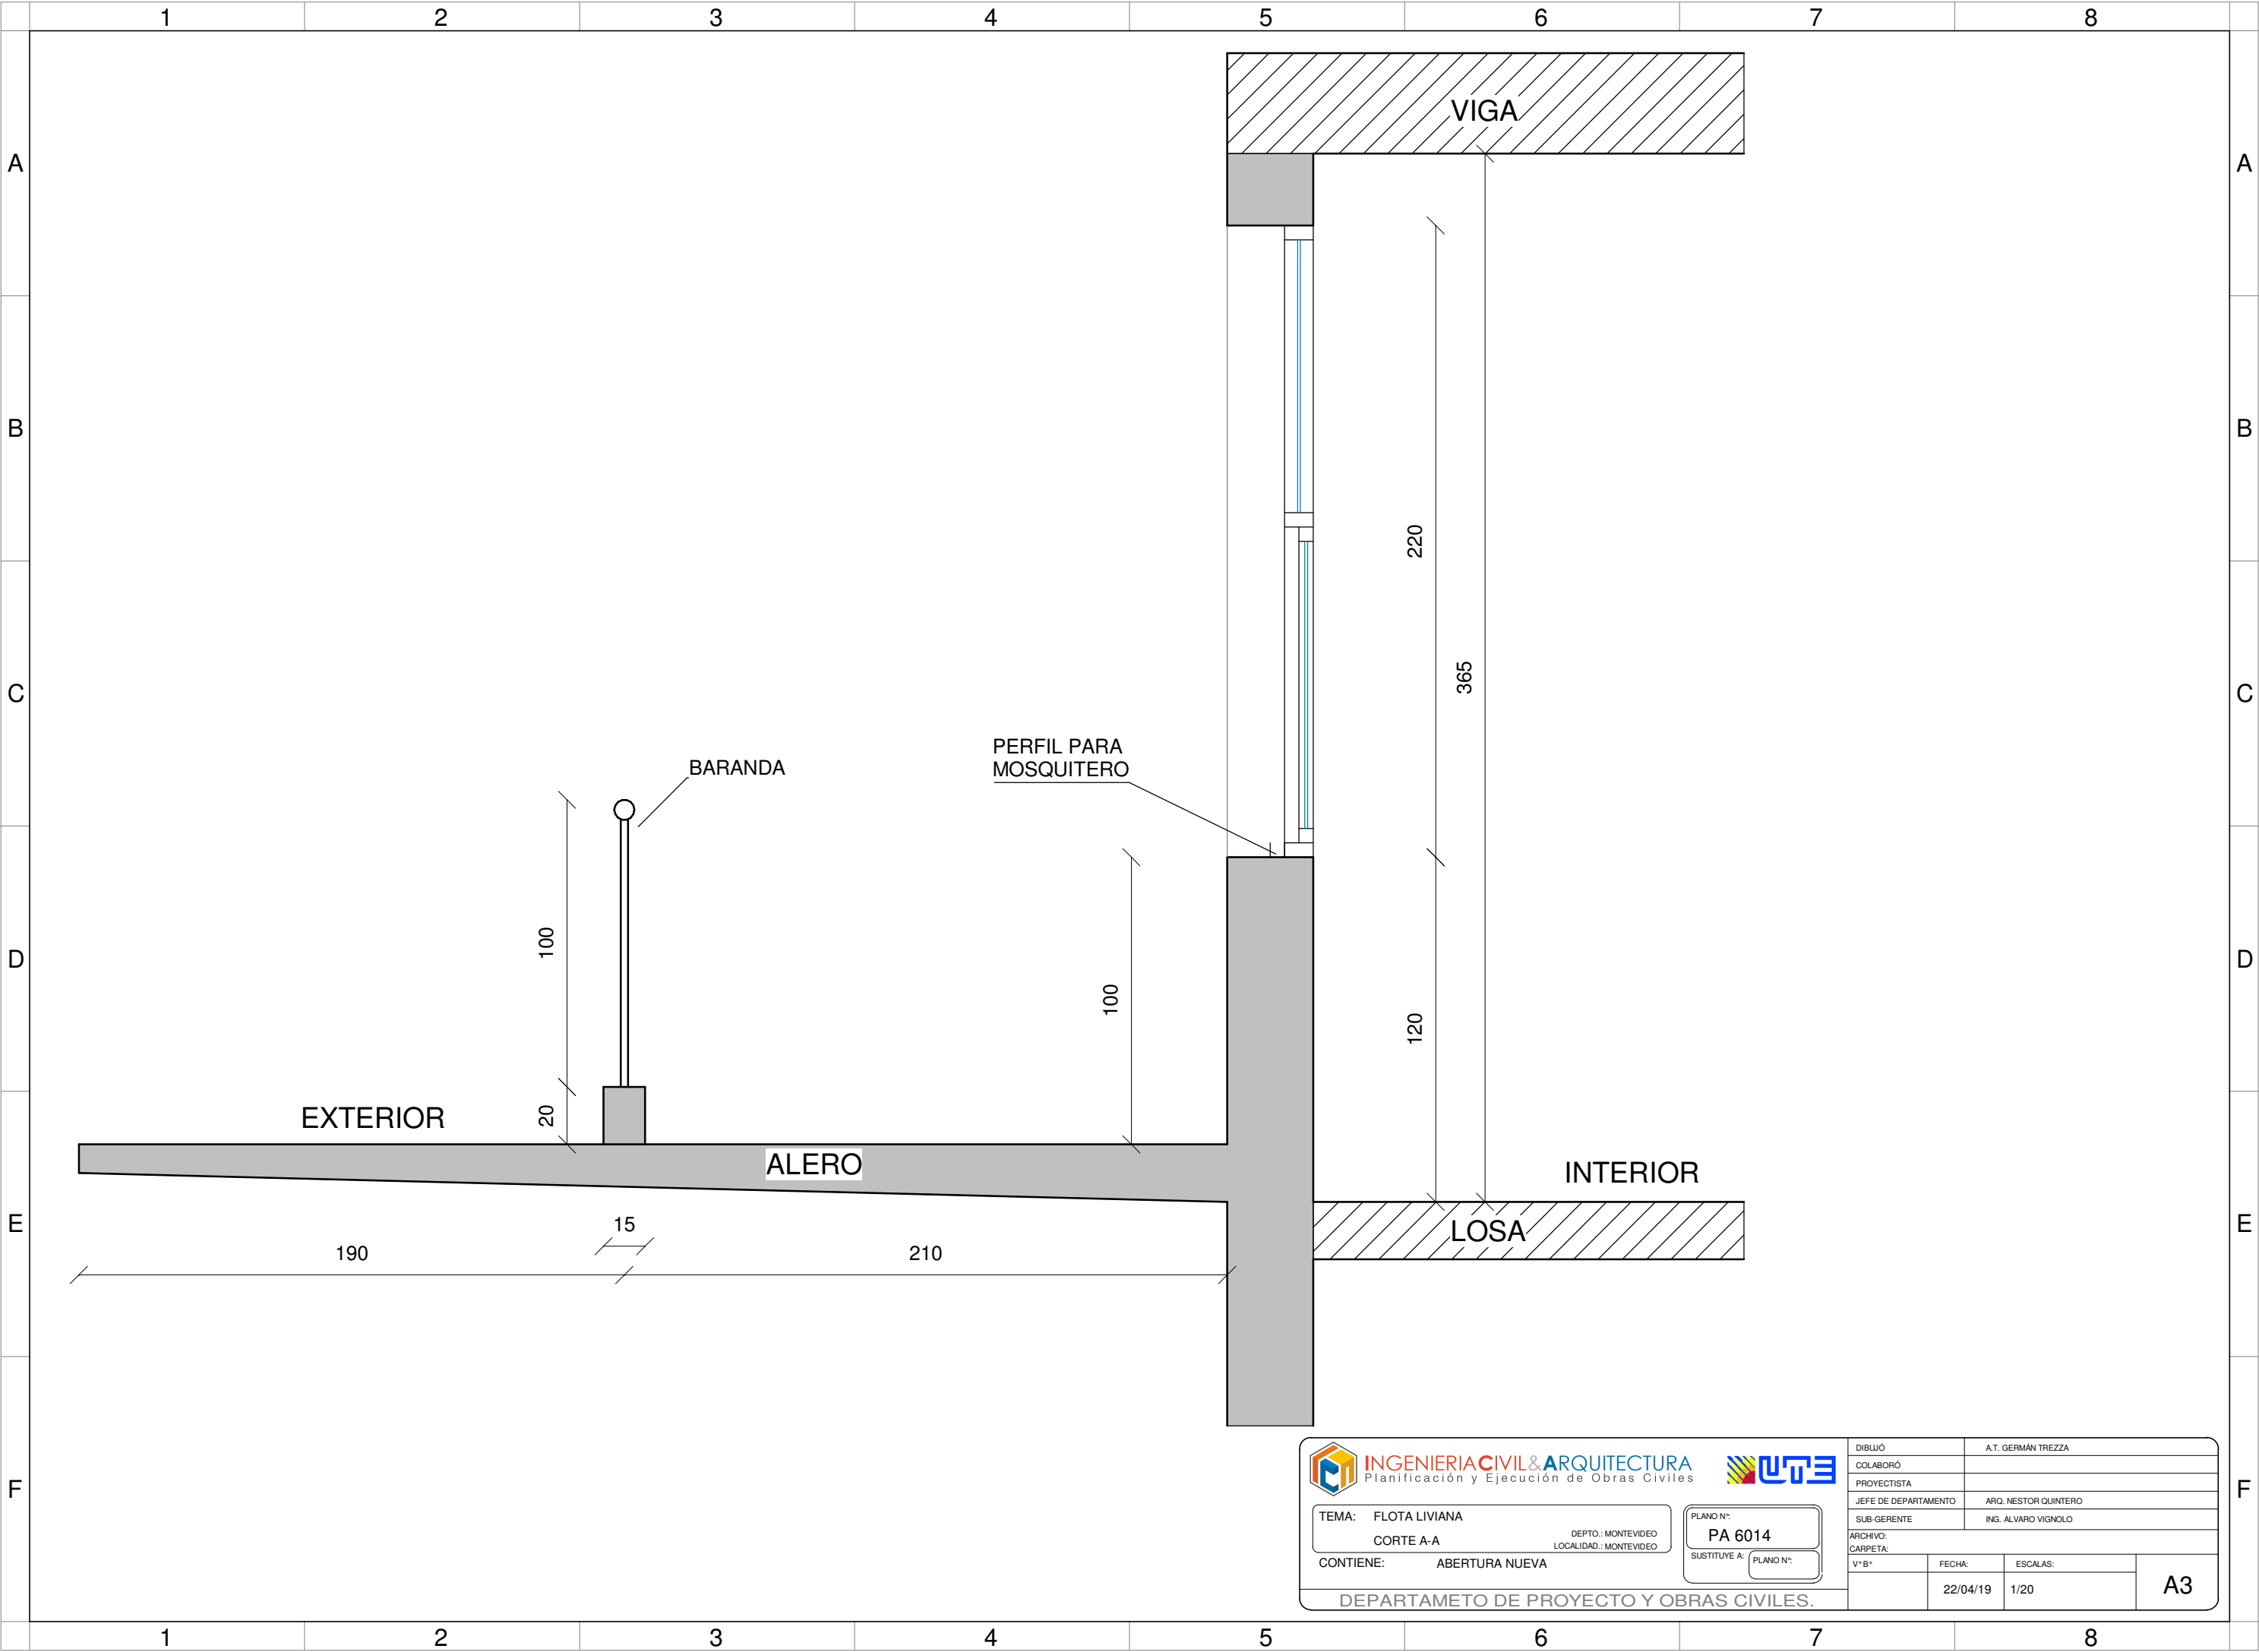 1 2 3 4 5 6 7 8
VIGA
A A
B B
220
C C
365
PERFIL PARA
MOSQUITERO
BARANDA
100
D D
100
120
EXTERIOR
20
ALERO
INTERIOR
E E
LOSA
15
190
210
F F
INGENIERIACIVIL&ARQUITECTURA
Planificación y Ejecución de Obras Civiles
UTE
TEMA: FLOTA LIVIANA
CORTE A-A
DEPTO.: MONTEVIDEO
LOCALIDAD.: MONTEVIDEO
CONTIENE: ABERTURA NUEVA
PLANO Nº:
PA 6014
SUSTITUYE A: PLANO Nº:
DEPARTAMETO DE PROYECTO Y OBRAS CIVILES.
DIBUJÓ A.T. GERMÁN TREZZA
COLABORÓ
PROYECTISTA
JEFE DE DEPARTAMENTO ARQ. NESTOR QUINTERO
SUB-GERENTE ING. ALVARO VIGNOLO
ARCHIVO:
CARPETA:
V°B° FECHA: ESCALAS:
22/04/19 1/20
A3
1 2 3 4 5 6 7 8